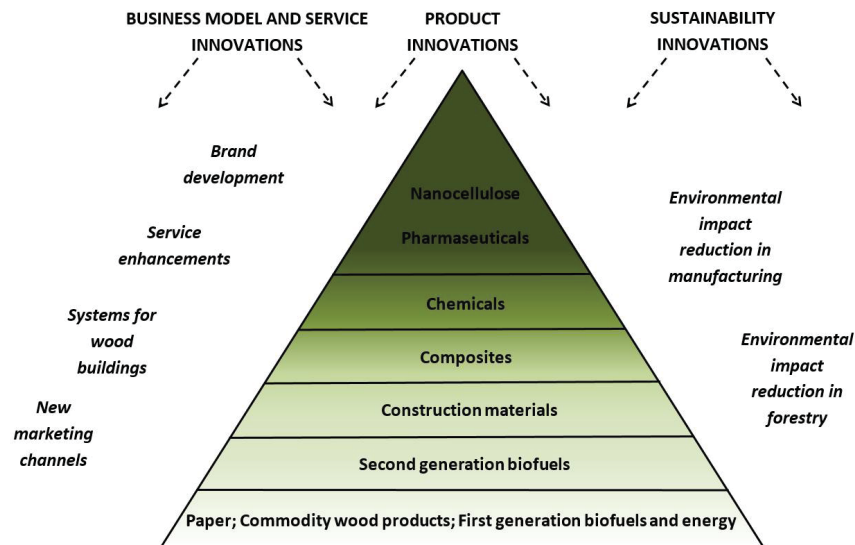 BUSINESS MODEL AND SERVICE
INNOVATIONS
PRODUCT
INNOVATIONS
SUSTAINABILITY
INNOVATIONS
Brand
development
Service
enhancements
Systems for
wood
buildings
New
marketing
channels
Nanocellulose
Pharmaseuticals
Chemicals
Composites
Construction materials
Second generation biofuels
Paper; Commodity wood products; First generation biofuels and energy
Environmental
impact
reduction in
manufacturing
Environmental
impact
reduction in
forestry